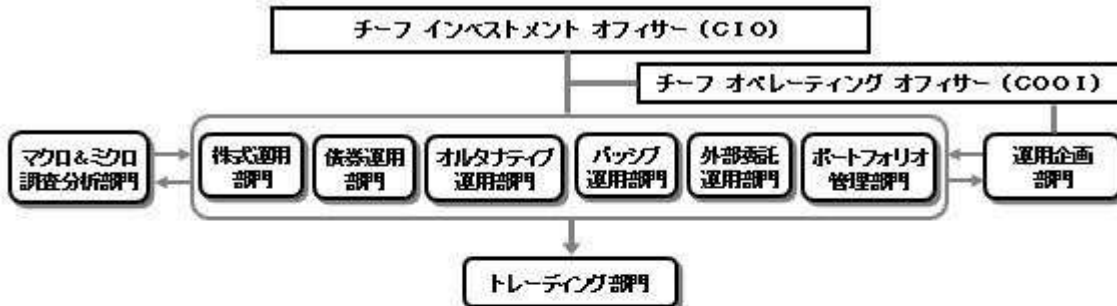 チーフ インベストメント オフィサー（ＣＩＯ）
チーフ オペレーティング オフィサー（ＣＯＯＩ）
マクロ＆ミクロ
調査分析部門
株式運用
部門
債券運用
部門
オルタナティブ
運用部門
パッシブ
運用部門
外部委託
運用部門
ポートフォリオ
管理部門
運用企画
部門
トレーディング部門